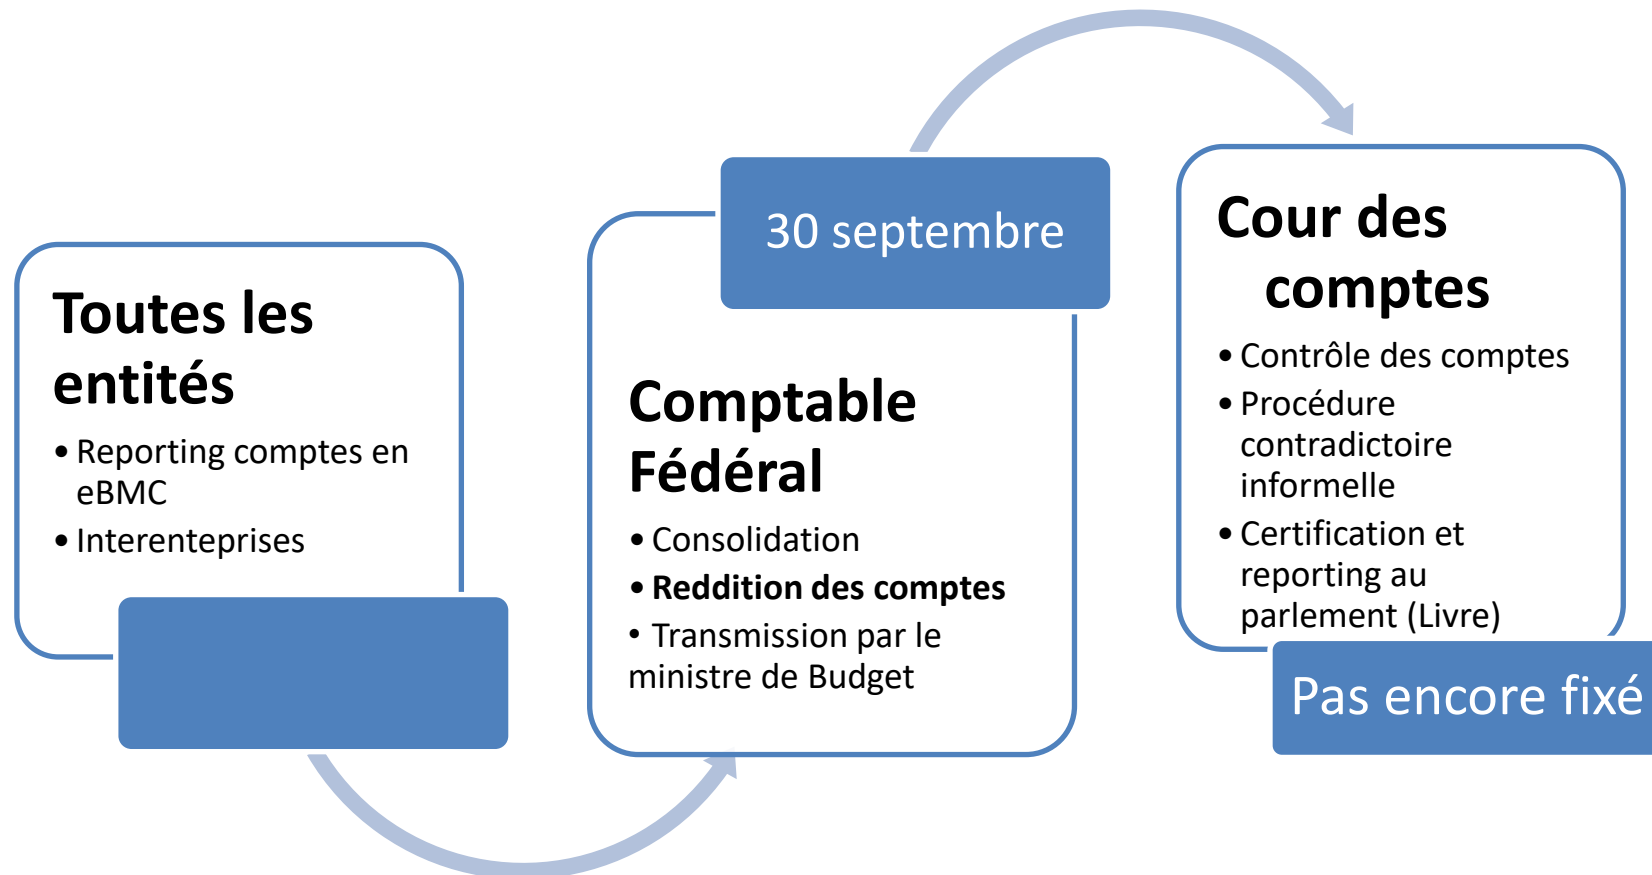 Toutes les
entités
• Reporting comptes en
eBMC
• Interenteprises
30 septembre
Comptable
Fédéral
• Consolidation
• Reddition des comptes
• Transmission par le
ministre de Budget
Cour des
comptes
• Contrôle des comptes
• Procédure
contradictoire
informelle
• Certification et
reporting au
parlement (Livre)
Pas encore fixé